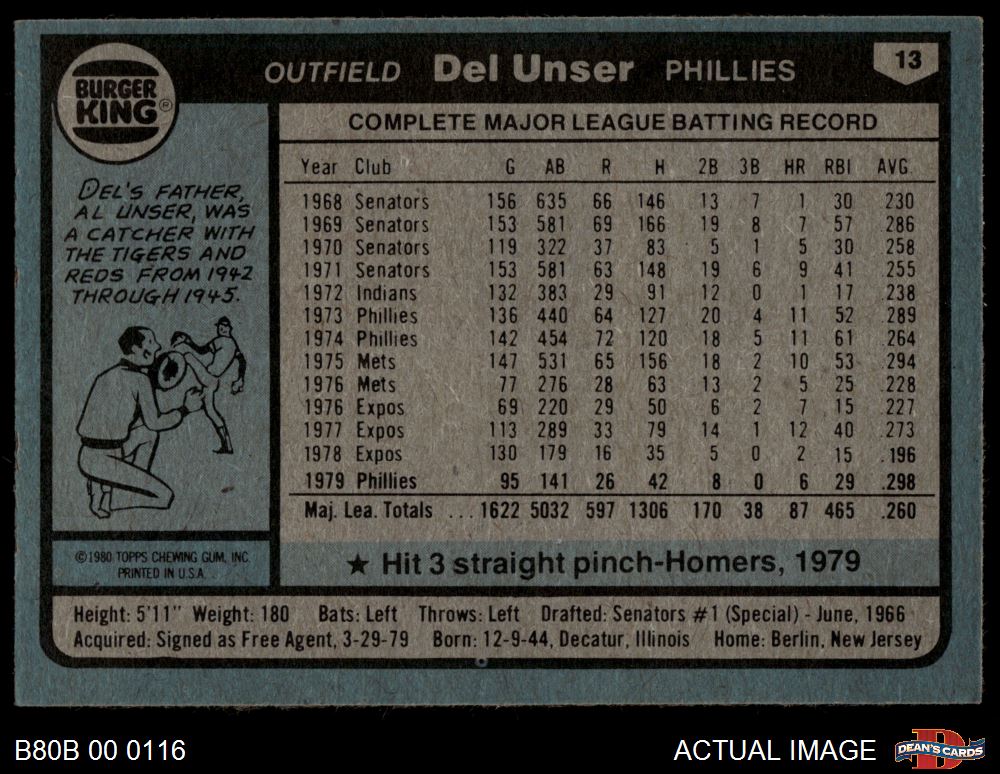 BURGER
KING®
OUTFIELD Del Unser PHILLIES
13
DEL'S FATHER,
AL UNSER, WAS
A CATCHER WITH
THE TIGERS AND
REDS FROM 1942
THROUGH 1945.
©1980 TOPPS CHEWING GUM, INC.
PRINTED IN U.S.A.
COMPLETE MAJOR LEAGUE BATTING RECORD
Year Club G AB R H 2B 3B HR RBI AVG.
1968 Senators 156 635 66 146 13 7 1 30 .230
1969 Senators 153 581 69 166 19 8 7 57 .286
1970 Senators 119 322 37 83 5 1 5 30 .258
1971 Senators 153 581 63 148 19 6 9 41 .255
1972 Indians 132 383 29 91 12 0 1 17 .238
1973 Phillies 136 440 64 127 20 4 11 52 .289
1974 Phillies 142 454 72 120 18 5 11 61 .264
1975 Mets 147 531 65 156 18 2 10 53 .294
1976 Mets 77 276 28 63 13 2 5 25 .228
1976 Expos 69 220 29 50 6 2 7 15 .227
1977 Expos 113 289 33 79 14 1 12 40 .273
1978 Expos 130 179 16 35 5 0 2 15 .196
1979 Phillies 95 141 26 42 8 0 6 29 .298
Maj. Lea. Totals ...1622 5032 597 1306 170 38 87 465 .260
★ Hit 3 straight pinch-Homers, 1979
Height: 5'11" Weight: 180 Bats: Left Throws: Left Drafted: Senators #1 (Special) - June, 1966
Acquired: Signed as Free Agent, 3-29-79 Born: 12-9-44, Decatur, Illinois Home: Berlin, New Jersey
B80B 00 0116
ACTUAL IMAGE
D
DEAN'S CARDS